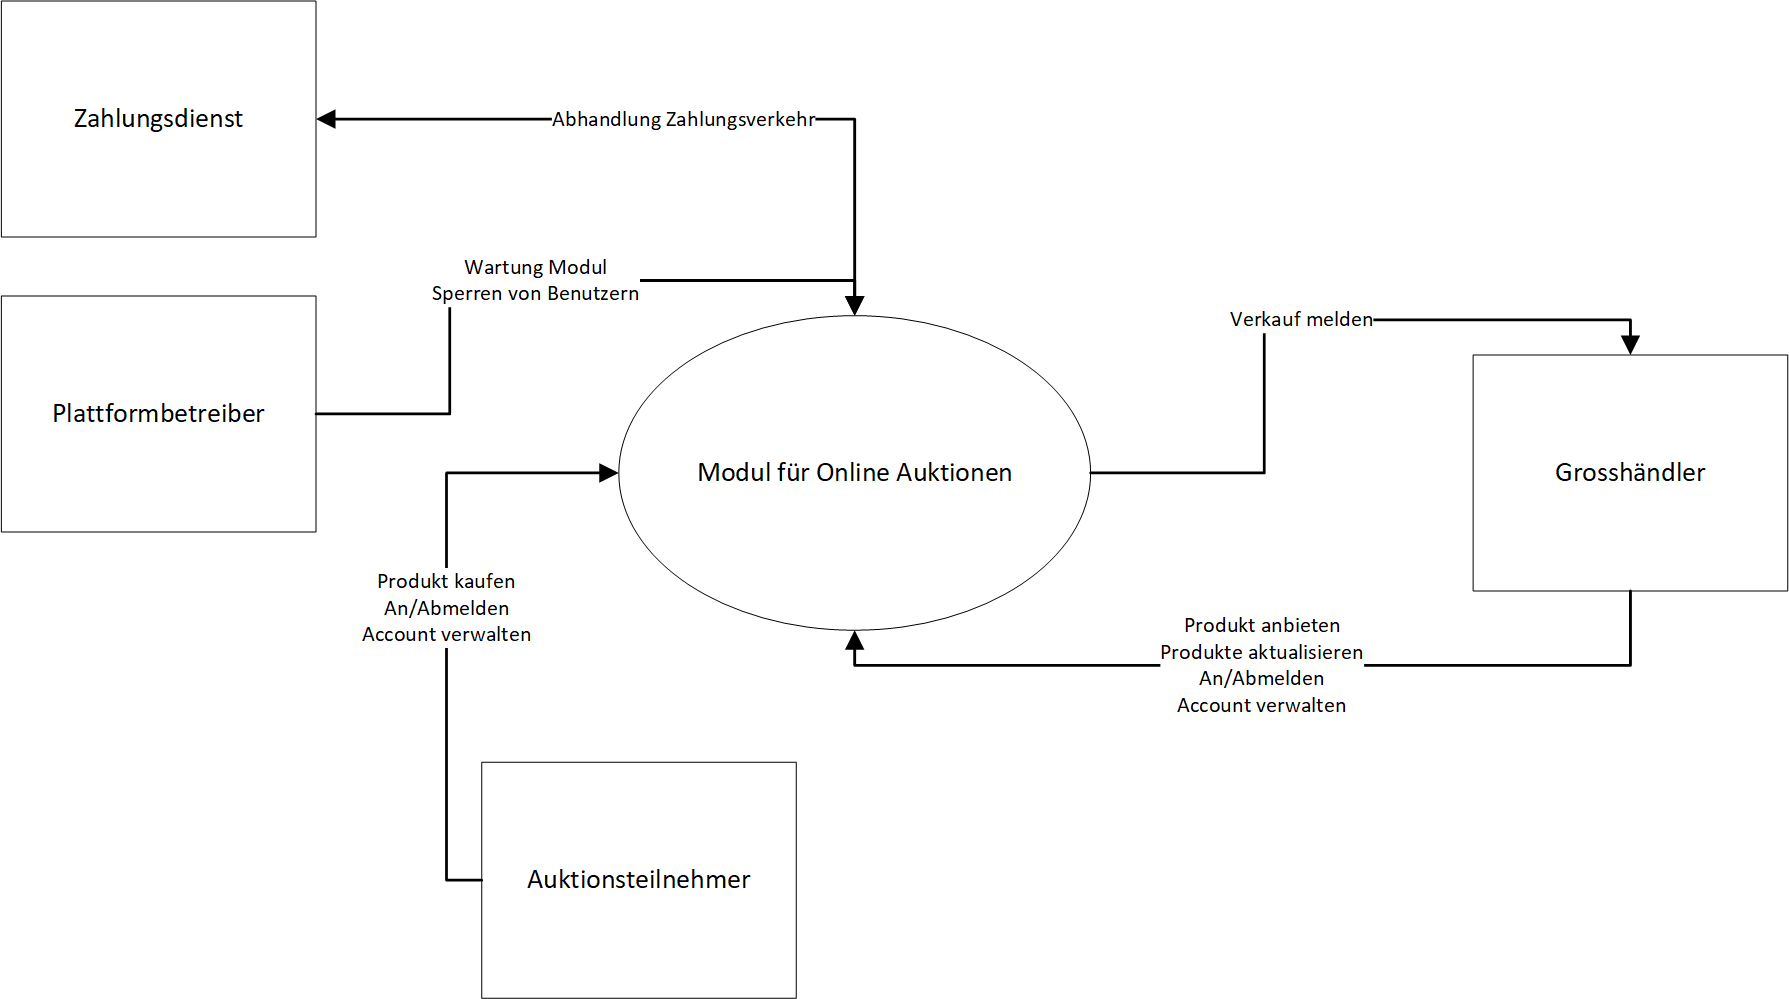 Zahlungsdienst
Abhandlung Zahlungsverkehr
Wartung Modul
Sperren von Benutzern
Plattformbetreiber
Verkauf melden
Modul für Online Auktionen
Grosshändler
Produkt kaufen
An/Abmelden
Account verwalten
Produkt anbieten
Produkte aktualisieren
An/Abmelden
Account verwalten
Auktionsteilnehmer